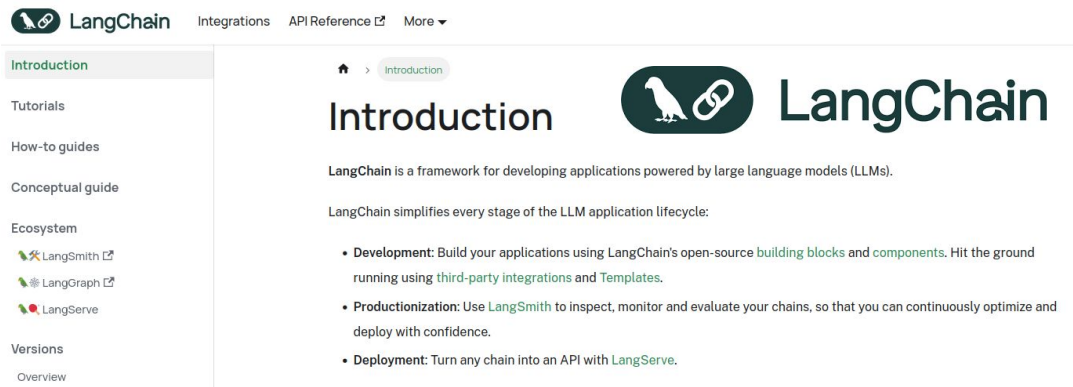 LangChain Integrations API Reference More
Introduction
Tutorials
How-to guides
Conceptual guide
Ecosystem
LangSmith
LangGraph
LangServe
Versions
Overview
Introduction
LangChain
Introduction
LangChain is a framework for developing applications powered by large language models (LLMs).
LangChain simplifies every stage of the LLM application lifecycle:
• Development: Build your applications using LangChain's open-source building blocks and components. Hit the ground
running using third-party integrations and Templates.
• Productionization: Use LangSmith to inspect, monitor and evaluate your chains, so that you can continuously optimize and
deploy with confidence.
• Deployment: Turn any chain into an API with LangServe.